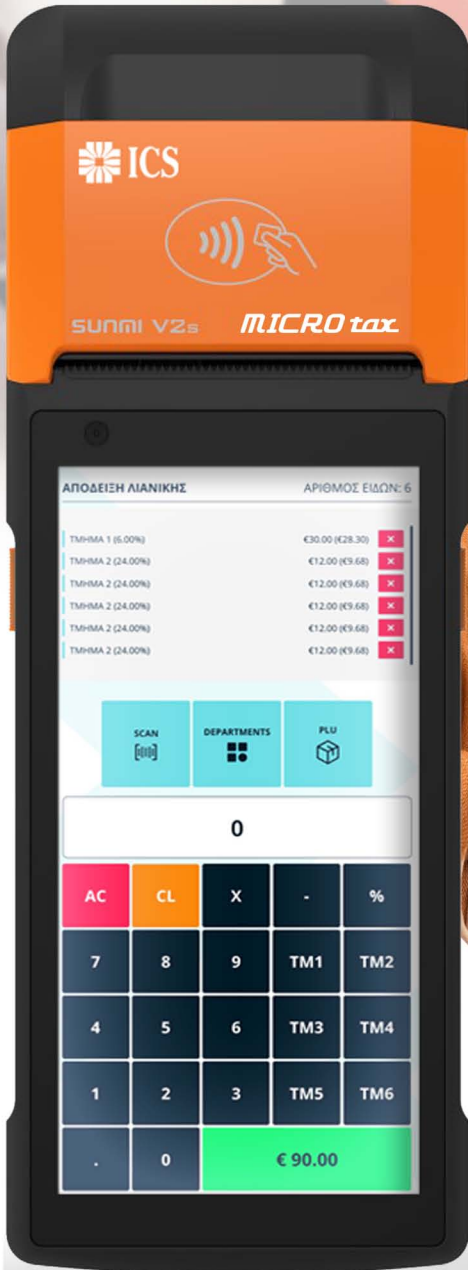 ICS
SUNMI V2s MICRO tax
ΑΠΟΔΕΙΞΗ ΛΙΑΝΙΚΗΣ ΑΡΙΘΜΟΣ ΕΙΔΩΝ: 6
ΤΜΗΜΑ 1 (6.00%) €30.00 (€28.30) ×
ΤΜΗΜΑ 2 (24.00%) €12.00 (€9.68) ×
ΤΜΗΜΑ 2 (24.00%) €12.00 (€9.68) ×
ΤΜΗΜΑ 2 (24.00%) €12.00 (€9.68) ×
ΤΜΗΜΑ 2 (24.00%) €12.00 (€9.68) ×
ΤΜΗΜΑ 2 (24.00%) €12.00 (€9.68) ×
SCAN DEPARTMENTS PLU
0
AC CL X - %
7 8 9 TM1 TM2
4 5 6 TM3 TM4
1 2 3 TM5 TM6
. 0 € 90.00